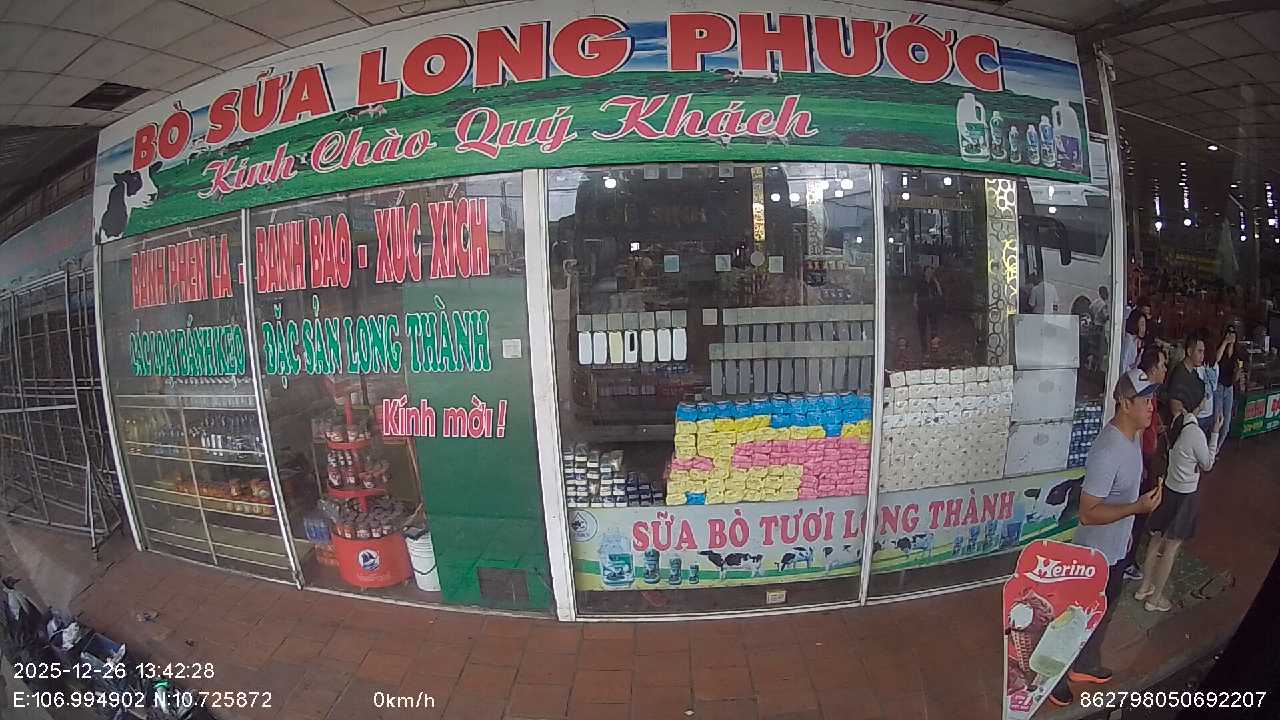 BÒ SỮA LONG PHƯỚC
Kính Chào Quý Khách
BÁNH PHEN LA - BÁNH BAO - XÚC XÍCH
CÁC LOẠI BÁNH KẸO ĐẶC SẢN LONG THÀNH
Kính mời!
SỮA BÒ TƯƠI LONG THÀNH
Merino
2025-12-26 13:42:28
E:106.994902 N:10.725872
0km/h
862798050692207